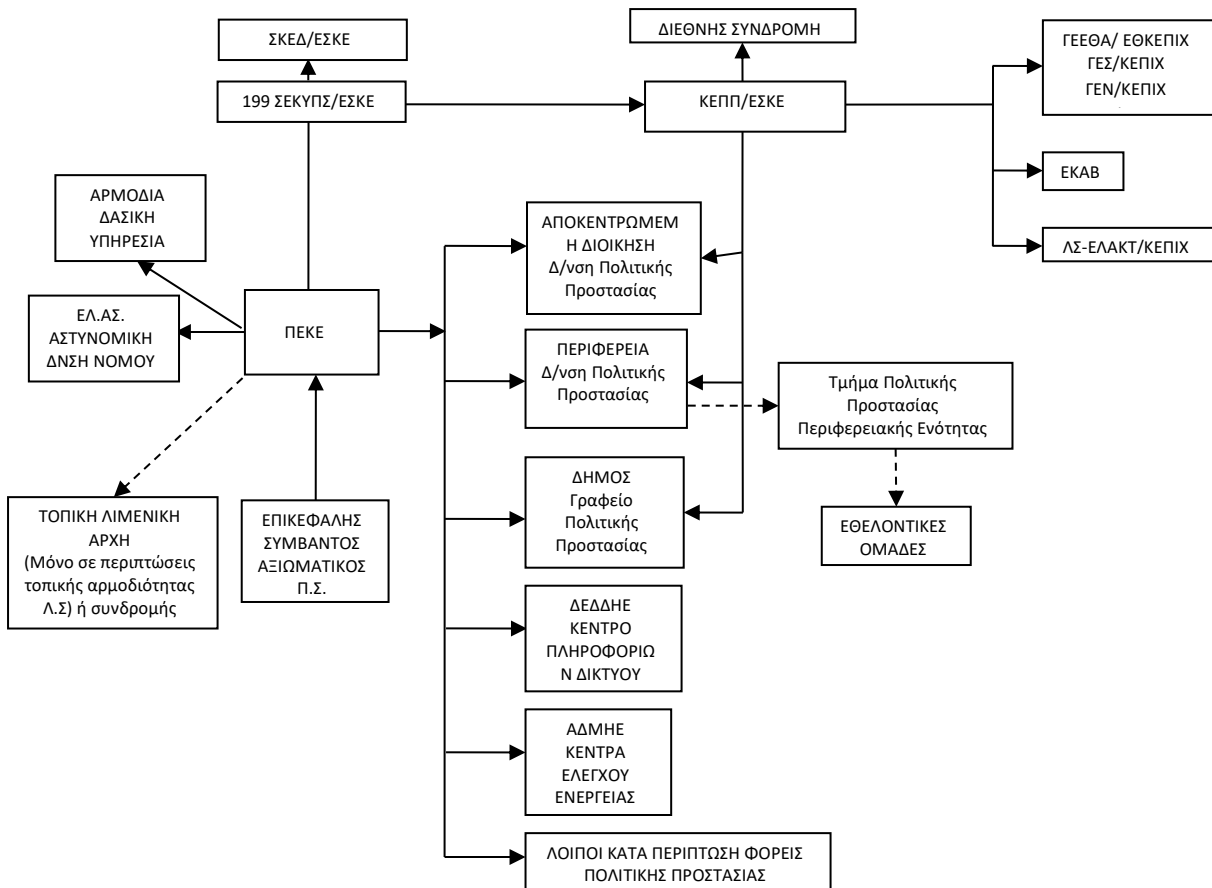 ΣΚΕΔ/ΕΣΚΕ
ΔΙΕΘΝΗΣ ΣΥΝΔΡΟΜΗ
ΓΕΕΘΑ/ ΕΘΚΕΠΙΧ
ΓΕΣ/ΚΕΠΙΧ
ΓΕΝ/ΚΕΠΙΧ
199 ΣΕΚΥΠΣ/ΕΣΚΕ
ΚΕΠΠ/ΕΣΚΕ
ΕΚΑΒ
ΛΣ-ΕΛΑΚΤ/ΚΕΠΙΧ
ΑΡΜΟΔΙΑ
ΔΑΣΙΚΗ
ΥΠΗΡΕΣΙΑ
ΑΠΟΚΕΝΤΡΩΜΕΜ
Η ΔΙΟΙΚΗΣΗ
Δ/νση Πολιτικής
Προστασίας
ΕΛ.ΑΣ.
ΑΣΤΥΝΟΜΙΚΗ
ΔΝΣΗ ΝΟΜΟΥ
ΠΕΚΕ
ΠΕΡΙΦΕΡΕΙΑ
Δ/νση Πολιτικής
Προστασίας
Τμήμα Πολιτικής
Προστασίας
Περιφερειακής Ενότητας
ΤΟΠΙΚΗ ΛΙΜΕΝΙΚΗ
ΑΡΧΗ
(Μόνο σε περιπτώσεις
τοπικής αρμοδιότητας
Λ.Σ) ή συνδρομής
ΕΠΙΚΕΦΑΛΗΣ
ΣΥΜΒΑΝΤΟΣ
ΑΞΙΩΜΑΤΙΚΟΣ
Π.Σ.
ΔΗΜΟΣ
Γραφείο
Πολιτικής
Προστασίας
ΕΘΕΛΟΝΤΙΚΕΣ
ΟΜΑΔΕΣ
ΔΕΔΔΗΕ
ΚΕΝΤΡΟ
ΠΛΗΡΟΦΟΡΙΩ
Ν ΔΙΚΤΥΟΥ
ΑΔΜΗΕ
ΚΕΝΤΡΑ
ΕΛΕΓΧΟΥ
ΕΝΕΡΓΕΙΑΣ
ΛΟΙΠΟΙ ΚΑΤΑ ΠΕΡΙΠΤΩΣΗ ΦΟΡΕΙΣ
ΠΟΛΙΤΙΚΗΣ ΠΡΟΣΤΑΣΙΑΣ